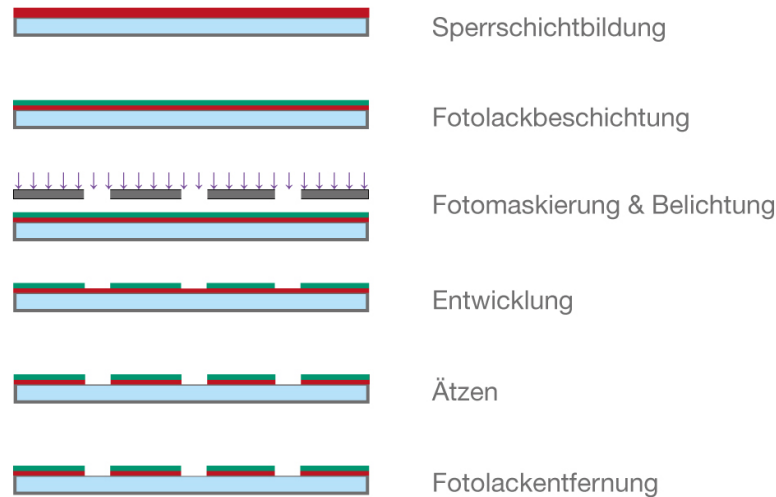 Sperrschichtbildung
Fotolackbeschichtung
Fotomaskierung & Belichtung
Entwicklung
Ätzen
Fotolackentfernung